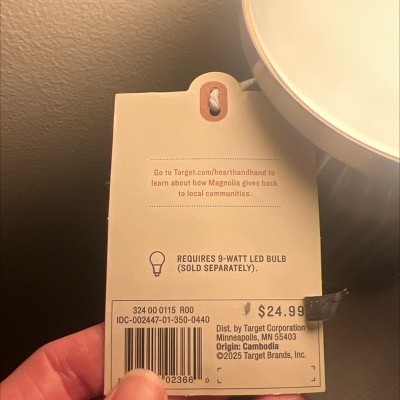 Go to Target.com/hearthandhand to
learn about how Magnolia gives back
to local communities.
REQUIRES 9-WATT LED BULB
(SOLD SEPARATELY).
324 00 0115 R00
IDC-002447-01-350-0440
$24.99
Dist. by Target Corporation
Minneapolis, MN 55403
Origin: Cambodia
©2025 Target Brands, Inc.
02366 0